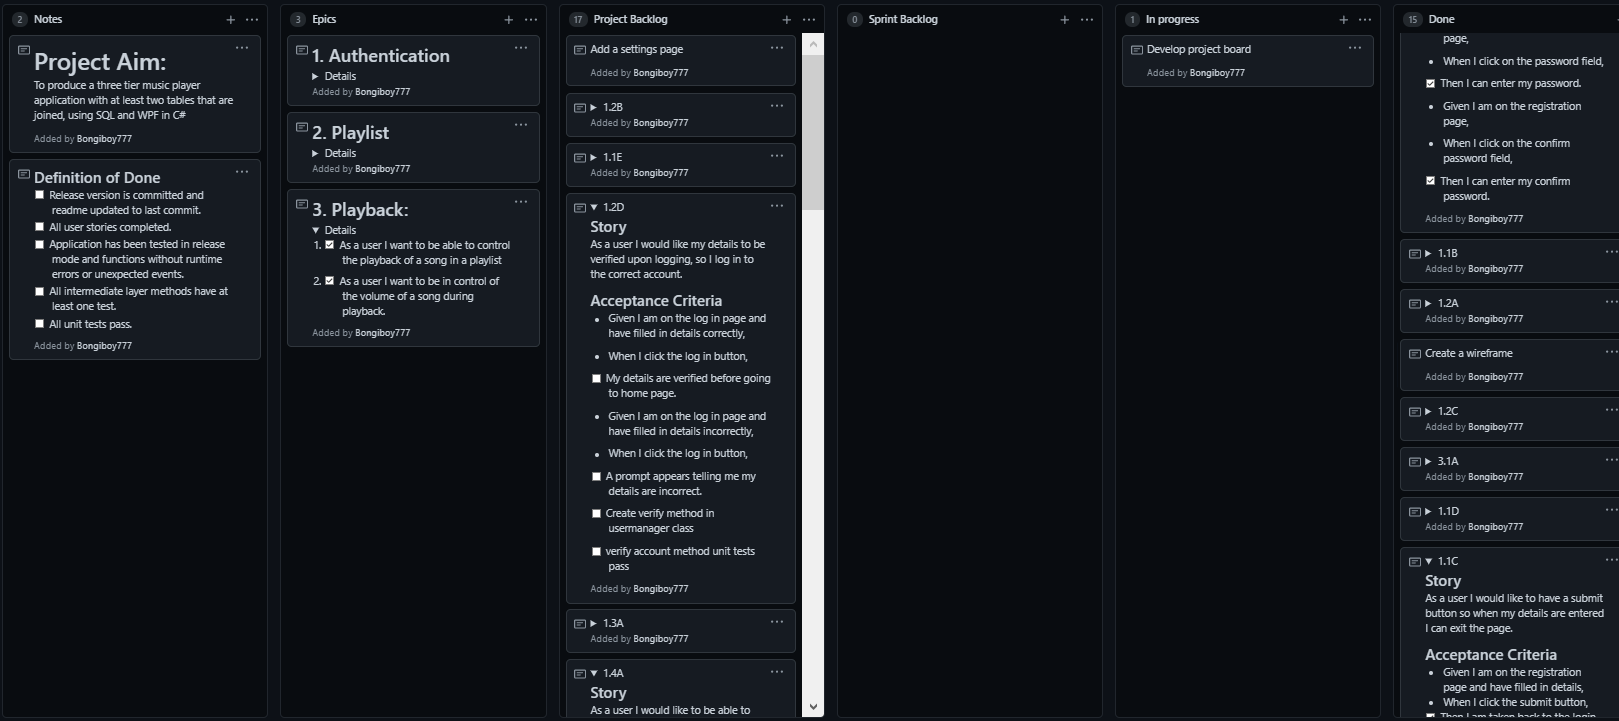 2 Notes
Project Aim:
To produce a three tier music player
application with at least two tables that are
joined, using SQL and WPF in C#
Added by Bongiboy777
Definition of Done
Release version is committed and
readme updated to last commit.
All user stories completed.
Application has been tested in release
mode and functions without runtime
errors or unexpected events.
All intermediate layer methods have at
least one test.
All unit tests pass.
Added by Bongiboy777
3 Epics
1. Authentication
Details
Added by Bongiboy777
2. Playlist
Details
Added by Bongiboy777
3. Playback:
Details
1. As a user I want to be able to control
the playback of a song in a playlist
2. As a user I want to be in control of
the volume of a song during
playback.
Added by Bongiboy777
17 Project Backlog
Add a settings page
Added by Bongiboy777
1.2B
Added by Bongiboy777
1.1E
Added by Bongiboy777
1.2D
Story
As a user I would like my details to be
verified upon logging, so I log in to
the correct account.
Acceptance Criteria
Given I am on the log in page and
have filled in details correctly,
When I click the log in button,
My details are verified before going
to home page.
Given I am on the log in page and
have filled in details incorrectly,
When I click the log in button,
A prompt appears telling me my
details are incorrect.
Create verify method in
usermanager class
verify account method unit tests
pass
Added by Bongiboy777
1.3A
Added by Bongiboy777
1.4A
Story
As a user I would like to be able to
0 Sprint Backlog
1 In progress
Develop project board
Added by Bongiboy777
15 Done
page,
When I click on the password field,
Then I can enter my password.
Given I am on the registration
page,
When I click on the confirm
password field,
Then I can enter my confirm
password.
Added by Bongiboy777
1.1B
Added by Bongiboy777
1.2A
Added by Bongiboy777
Create a wireframe
Added by Bongiboy777
1.2C
Added by Bongiboy777
3.1A
Added by Bongiboy777
1.1D
Added by Bongiboy777
1.1C
Story
As a user I would like to have a submit
button so when my details are entered
I can exit the page.
Acceptance Criteria
Given I am on the registration
page and have filled in details,
When I click the submit button,
Then I am taken back to the login